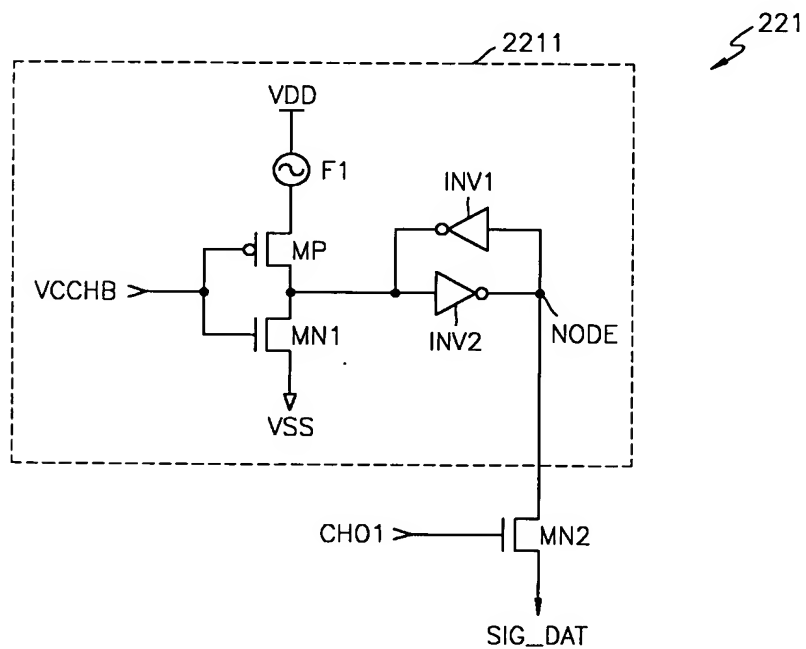 221
2211
VDD
F1
INV1
MP
VCCHB
MN1
INV2
NODE
VSS
CHO1
MN2
SIG_DAT